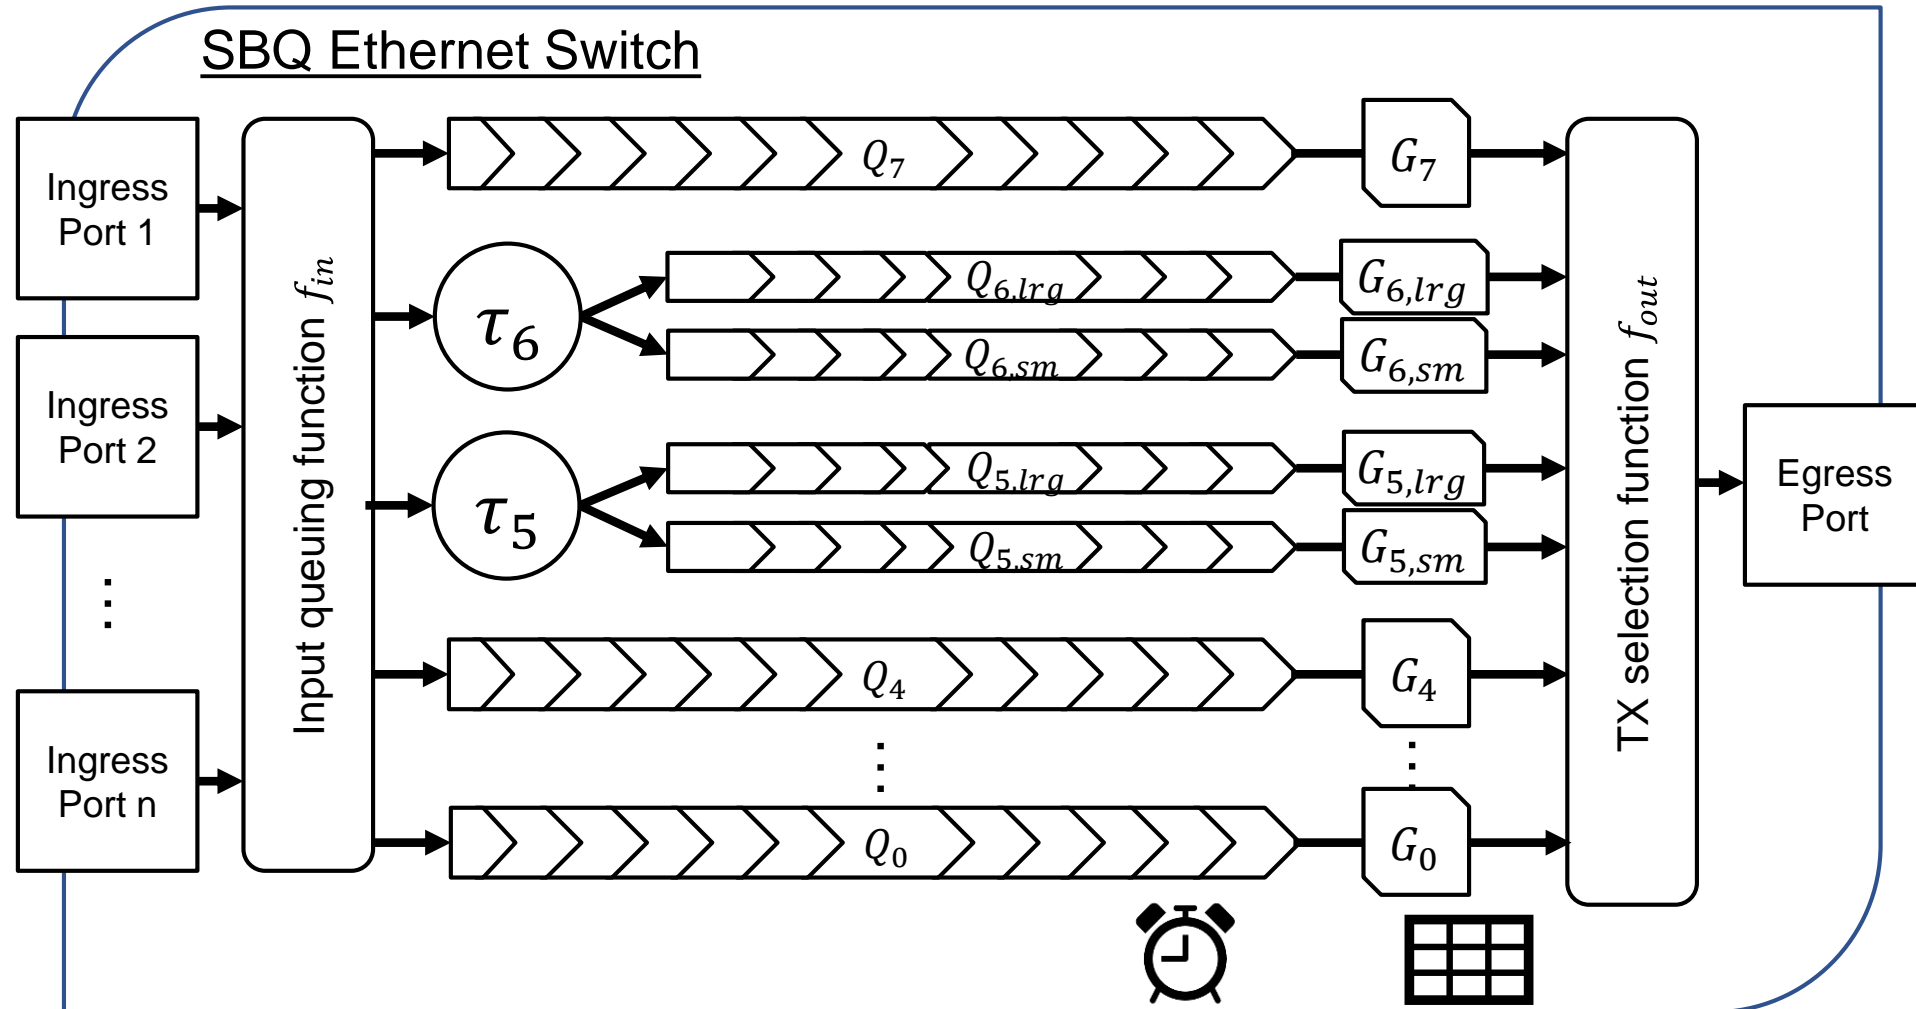 SBQ Ethernet Switch
Ingress
Port 1
Ingress
Port 2
⋮
Ingress
Port n
Input queuing function f_in
Q_7
G_7
τ_6
Q_6,lrg
G_6,lrg
Q_6,sm
G_6,sm
τ_5
Q_5,lrg
G_5,lrg
Q_5,sm
G_5,sm
Q_4
G_4
⋮
⋮
Q_0
G_0
TX selection function f_out
Egress
Port